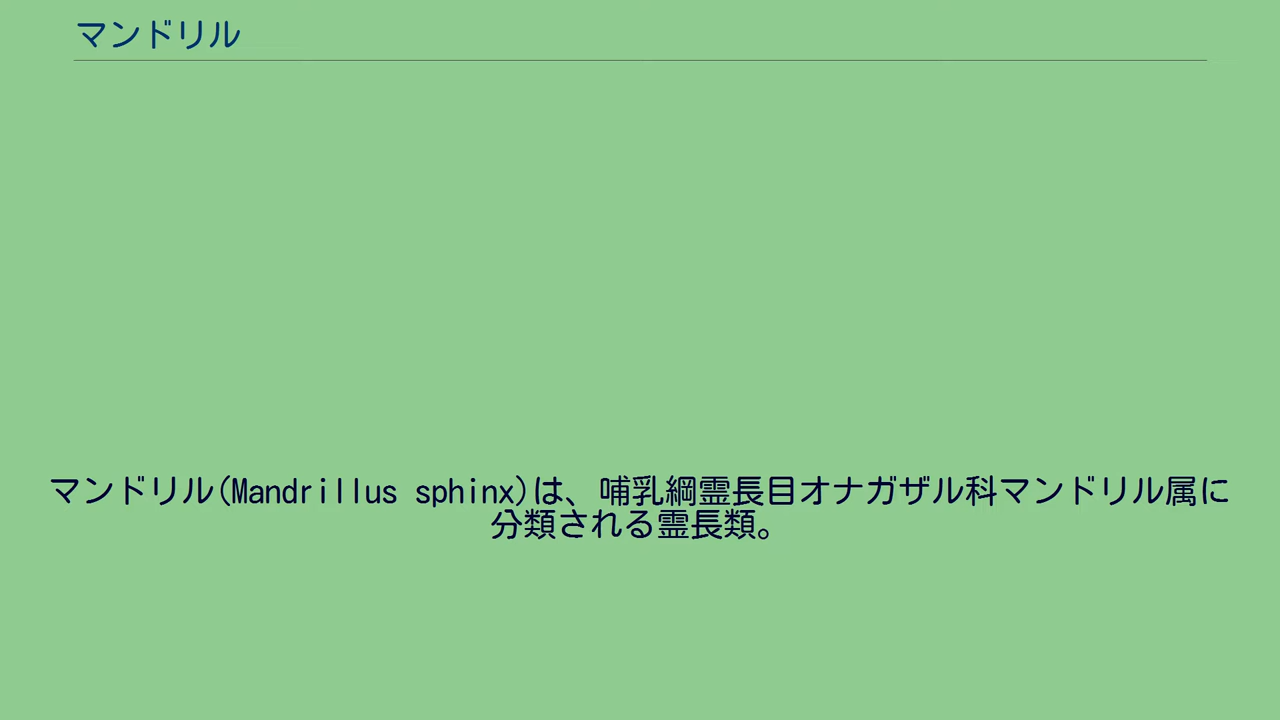 マンドリル
マンドリル(Mandrillus sphinx)は、哺乳綱霊長目オナガザル科マンドリル属に
分類される霊長類。